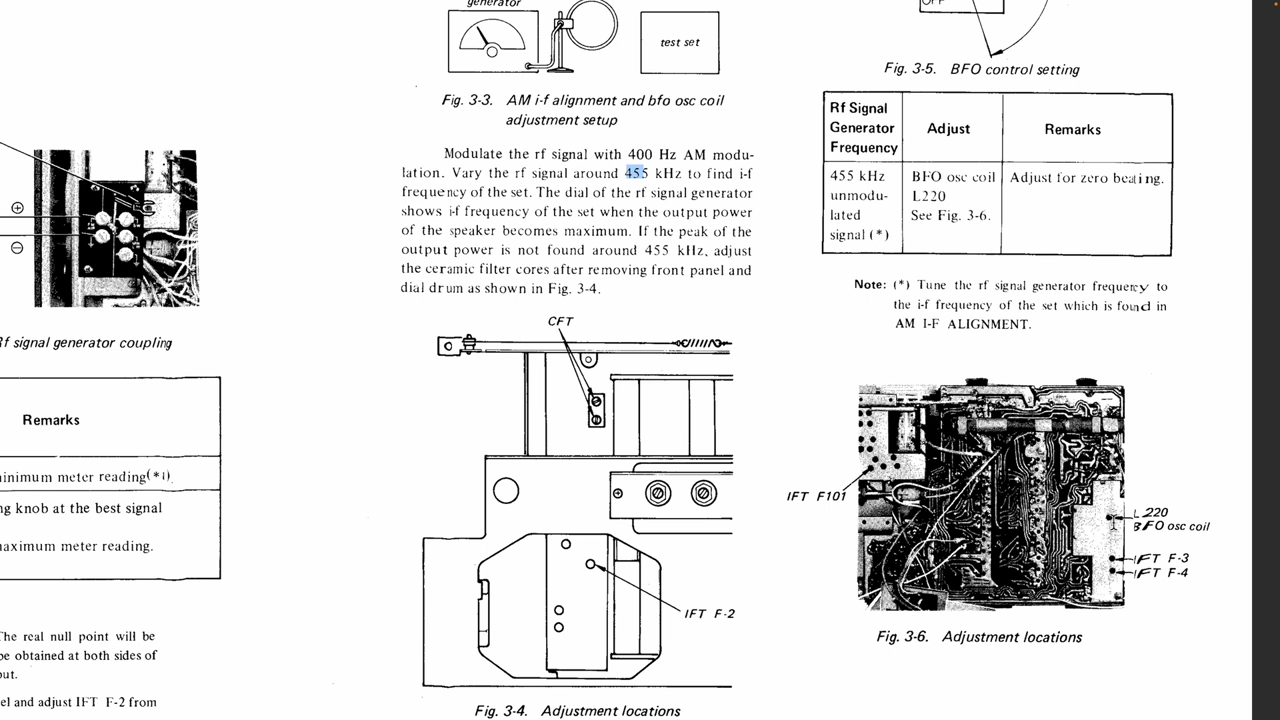 ⊕
⊖
Rf signal generator coupling
Remarks
minimum meter reading(*1)
ng knob at the best signal
maximum meter reading.
The real null point will be
be obtained at both sides of
out.
el and adjust IFT F-2 from
generator
test set
Fig. 3-3. AM i-f alignment and bfo osc coil
adjustment setup
Modulate the rf signal with 400 Hz AM modu-
lation. Vary the rf signal around 455 kHz to find i-f
frequency of the set. The dial of the rf signal generator
shows i-f frequency of the set when the output power
of the speaker becomes maximum. If the peak of the
output power is not found around 455 kHz, adjust
the ceramic filter cores after removing front panel and
dial drum as shown in Fig. 3-4.
CFT
IFT F-2
Fig. 3-4. Adjustment locations
OFF
Fig. 3-5. BFO control setting
Rf Signal
Generator
Frequency
Adjust
Remarks
455 kHz
unmodu-
lated
signal (*)
BFO osc coil
L220
See Fig. 3-6.
Adjust for zero beating.
Note: (*) Tune the rf signal generator frequency to
the i-f frequency of the set which is found in
AM I-F ALIGNMENT.
IFT F101
L220
BFO osc coil
IFT F-3
IFT F-4
Fig. 3-6. Adjustment locations